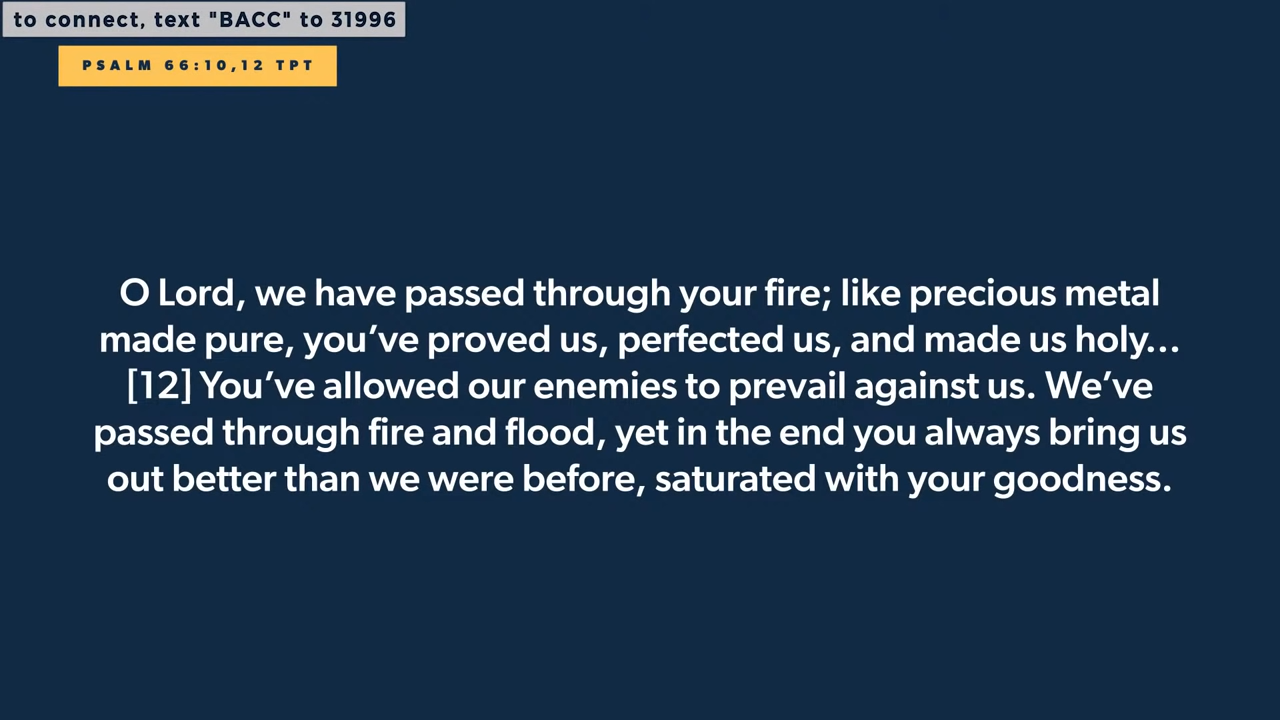 to connect, text "BACC" to 31996
PSALM 66:10,12 TPT
O Lord, we have passed through your fire; like precious metal
made pure, you’ve proved us, perfected us, and made us holy…
[12] You’ve allowed our enemies to prevail against us. We’ve
passed through fire and flood, yet in the end you always bring us
out better than we were before, saturated with your goodness.